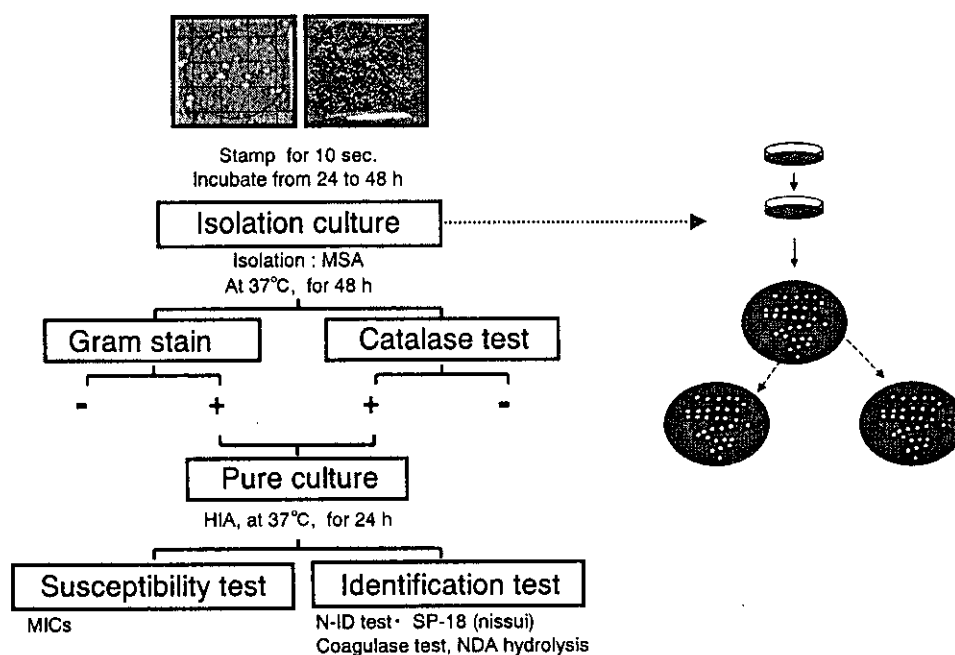 Stamp for 10 sec.
Incubate from 24 to 48 h
Isolation culture
Isolation : MSA
At 37°C, for 48 h
Gram stain
Catalase test
- + + -
Pure culture
HIA, at 37°C, for 24 h
Susceptibility test
Identification test
MICs
N-ID test・ SP-18 (nissui)
Coagulase test, NDA hydrolysis